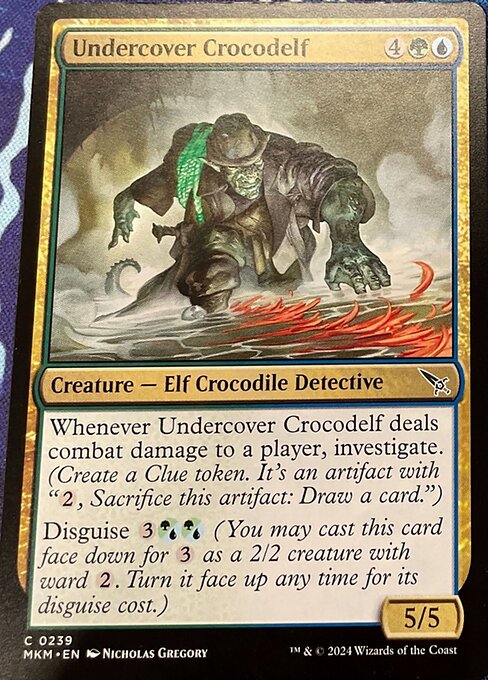 Undercover Crocodelf 4
Creature — Elf Crocodile Detective
Whenever Undercover Crocodelf deals
combat damage to a player, investigate.
(Create a Clue token. It's an artifact with
“2, Sacrifice this artifact: Draw a card.”)
Disguise 3 (You may cast this card
face down for 3 as a 2/2 creature with
ward 2. Turn it face up any time for its
disguise cost.)
5/5
C 0239
MKM • EN Nicholas Gregory
™ & © 2024 Wizards of the Coast